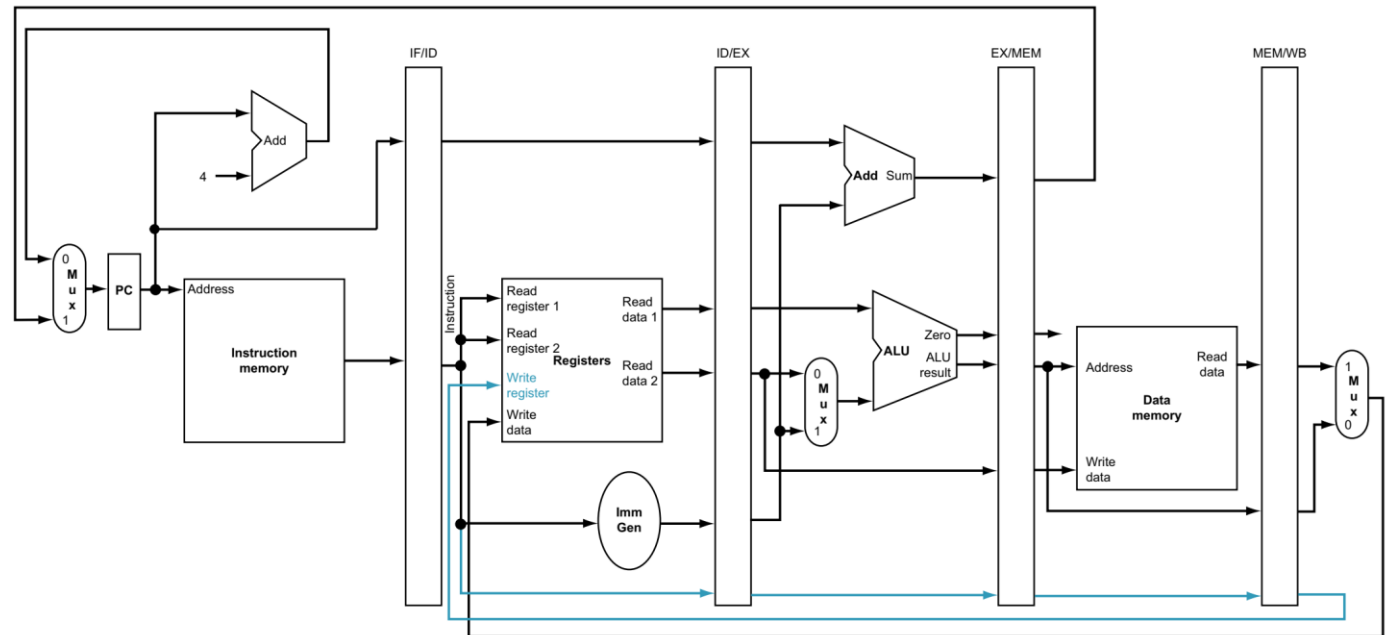 IF/ID
ID/EX
EX/MEM
MEM/WB
Add
4
Add Sum
0
M
u
x
1
PC
Address
Instruction
memory
Instruction
Read
register 1
Read
register 2
Write
register
Write
data
Registers
Read
data 1
Read
data 2
Imm
Gen
0
M
u
x
1
Zero
ALU
ALU
result
Address
Read
data
Data
memory
Write
data
1
M
u
x
0